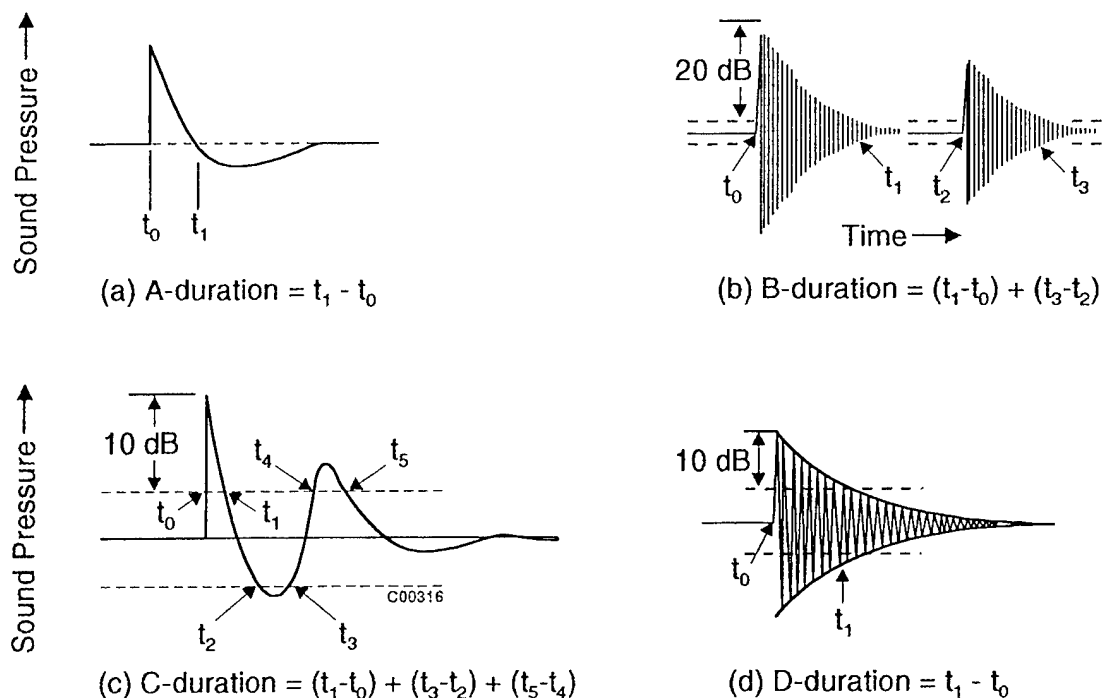 Sound Pressure
t₀
t₁
(a) A-duration = t₁ - t₀
20 dB
t₀
t₁
t₂
t₃
Time
(b) B-duration = (t₁-t₀) + (t₃-t₂)
Sound Pressure
10 dB
t₀
t₁
t₄
t₅
C00316
t₂
t₃
(c) C-duration = (t₁-t₀) + (t₃-t₂) + (t₅-t₄)
10 dB
t₀
t₁
(d) D-duration = t₁ - t₀